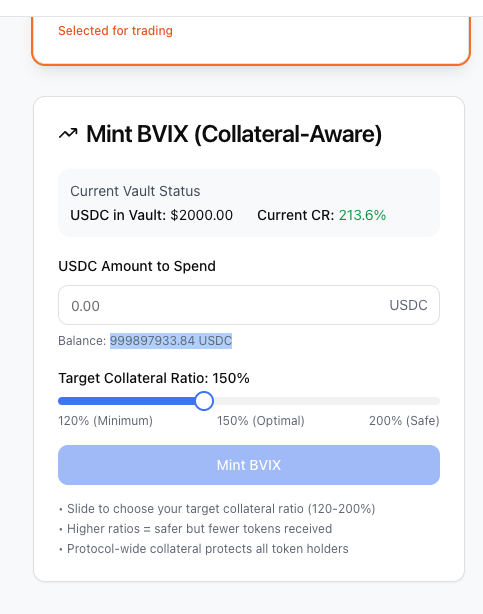 Selected for trading
Mint BVIX (Collateral-Aware)
Current Vault Status
USDC in Vault: $2000.00 Current CR: 213.6%
USDC Amount to Spend
0.00 USDC
Balance: 999897933.84 USDC
Target Collateral Ratio: 150%
120% (Minimum) 150% (Optimal) 200% (Safe)
Mint BVIX
• Slide to choose your target collateral ratio (120-200%)
• Higher ratios = safer but fewer tokens received
• Protocol-wide collateral protects all token holders